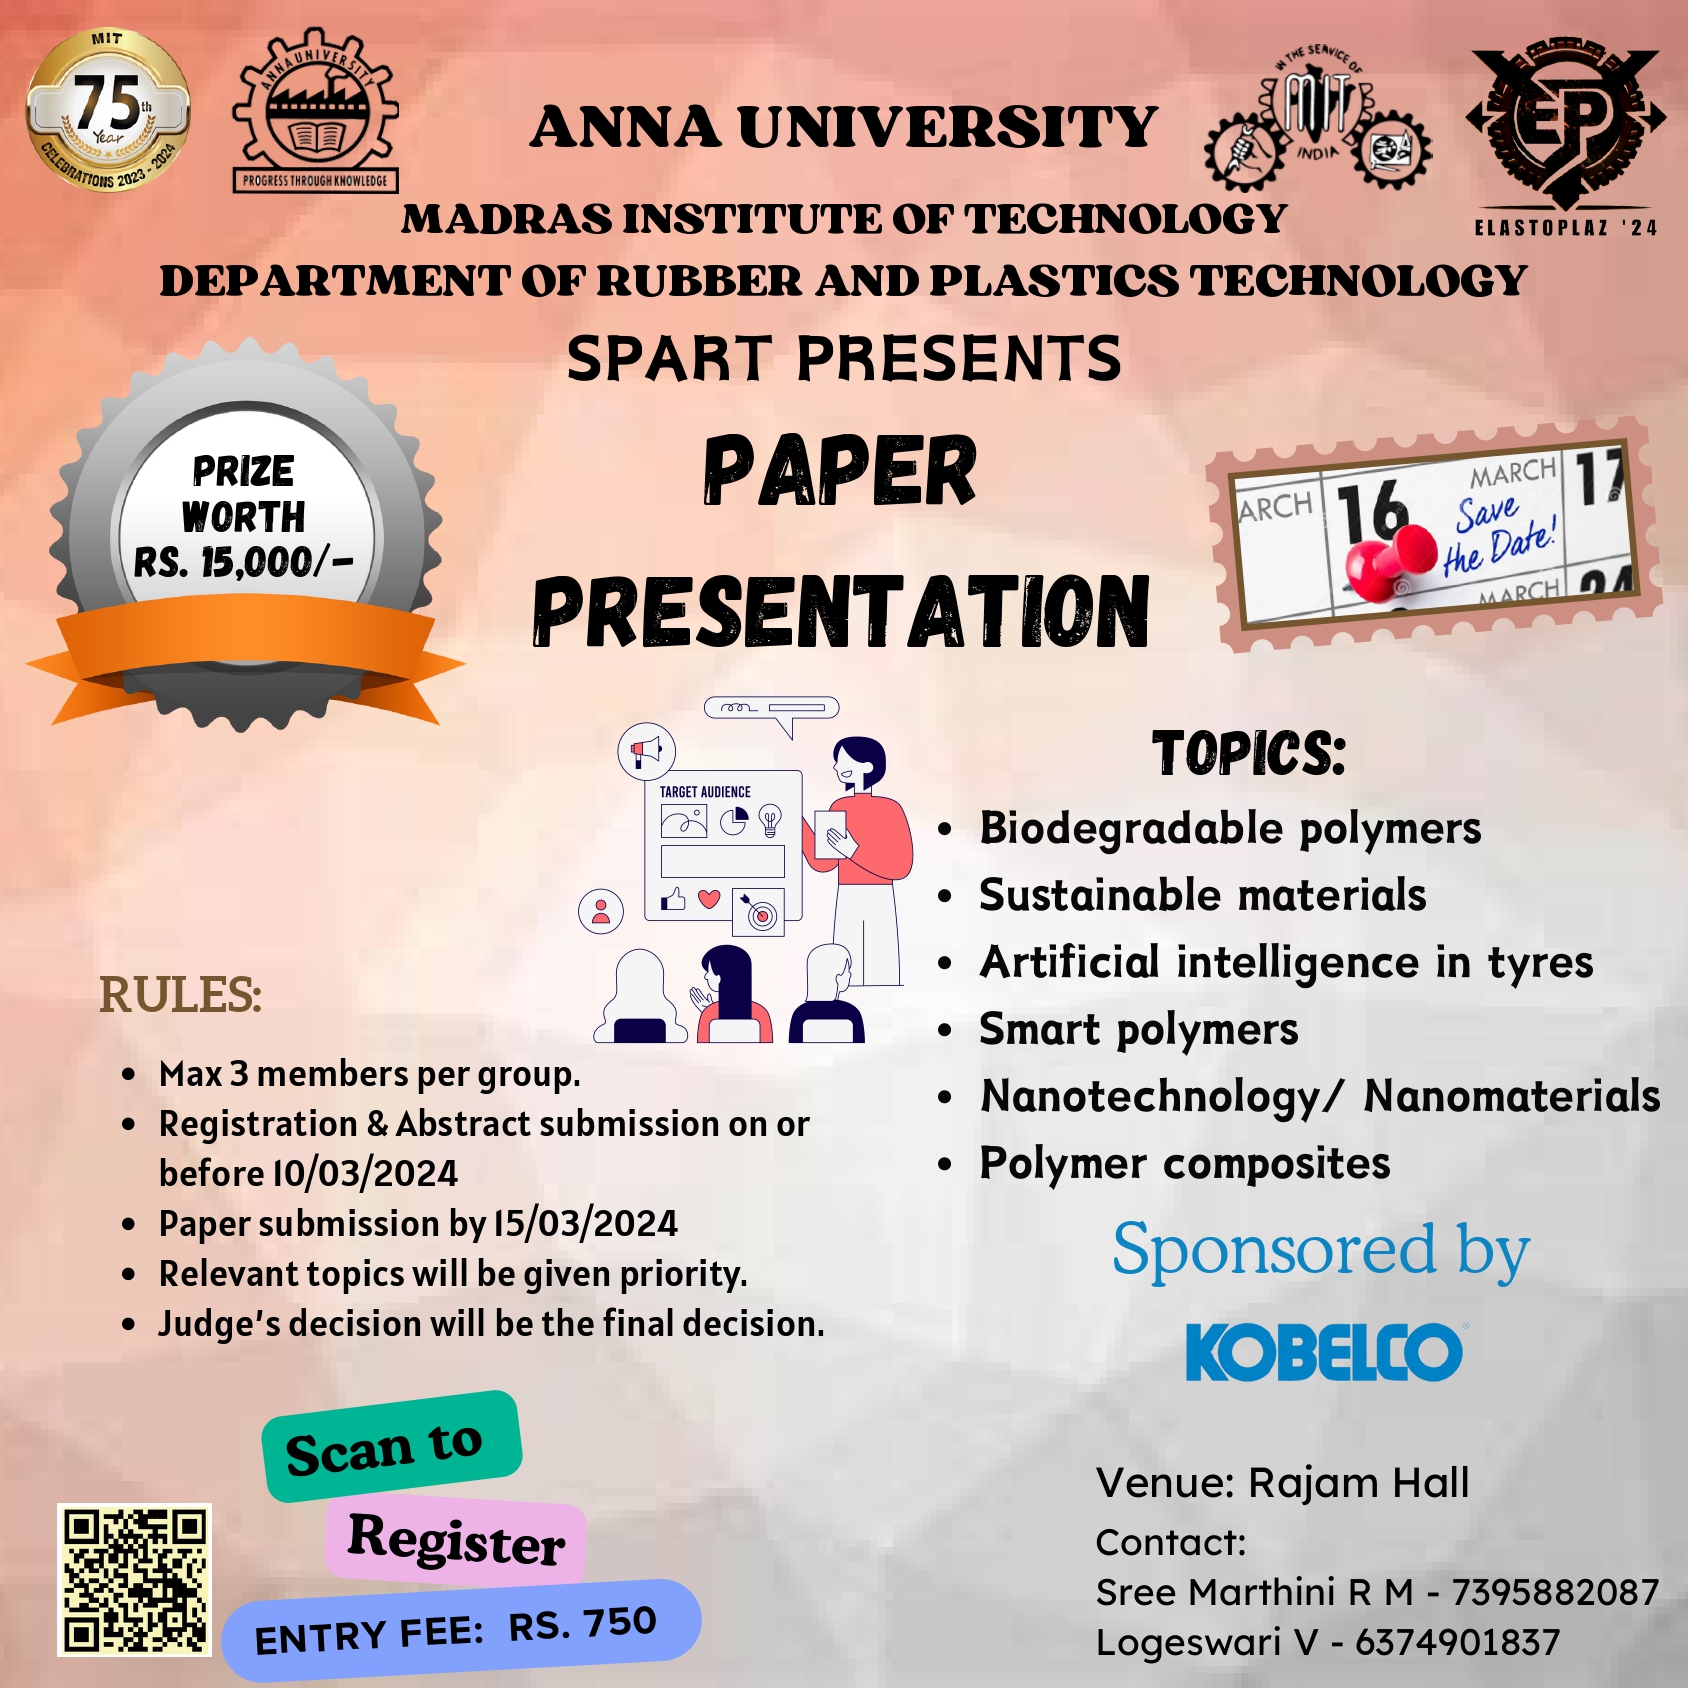 MIT
75th
Year
CELEBRATIONS 2023 - 2024
ANNA UNIVERSITY
PROGRESS THROUGH KNOWLEDGE
IN THE SERVICE OF
MIT
INDIA
EP
ELASTOPLAZ '24
ANNA UNIVERSITY
MADRAS INSTITUTE OF TECHNOLOGY
DEPARTMENT OF RUBBER AND PLASTICS TECHNOLOGY
SPART PRESENTS
PAPER
PRESENTATION
PRIZE
WORTH
RS. 15,000/-
ARCH
16
MARCH
17
Save
the Date!
MARCH
24
TARGET AUDIENCE
TOPICS:
• Biodegradable polymers
• Sustainable materials
• Artificial intelligence in tyres
• Smart polymers
• Nanotechnology/ Nanomaterials
• Polymer composites
RULES:
• Max 3 members per group.
• Registration & Abstract submission on or
before 10/03/2024
• Paper submission by 15/03/2024
• Relevant topics will be given priority.
• Judge's decision will be the final decision.
Sponsored by
KOBELCO
Scan to
Register
ENTRY FEE: RS. 750
Venue: Rajam Hall
Contact:
Sree Marthini R M - 7395882087
Logeswari V - 6374901837